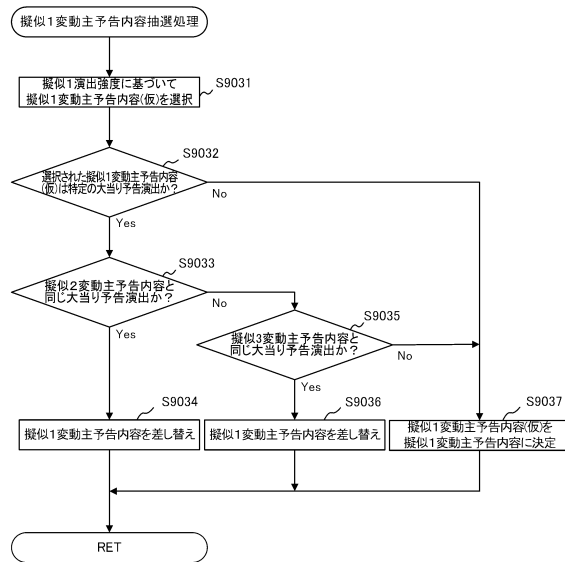 擬似１変動主予告内容抽選処理
擬似１演出強度に基づいて
擬似１変動主予告内容(仮)を選択
S9031
選択された擬似１変動主予告内容
(仮)は特定の大当り予告演出か？
S9032
No
Yes
擬似２変動主予告内容と
同じ大当り予告演出か？
S9033
No
Yes
擬似３変動主予告内容と
同じ大当り予告演出か？
S9035
No
Yes
擬似１変動主予告内容を差し替え
S9034
擬似１変動主予告内容を差し替え
S9036
擬似１変動主予告内容(仮)を
擬似１変動主予告内容に決定
S9037
RET